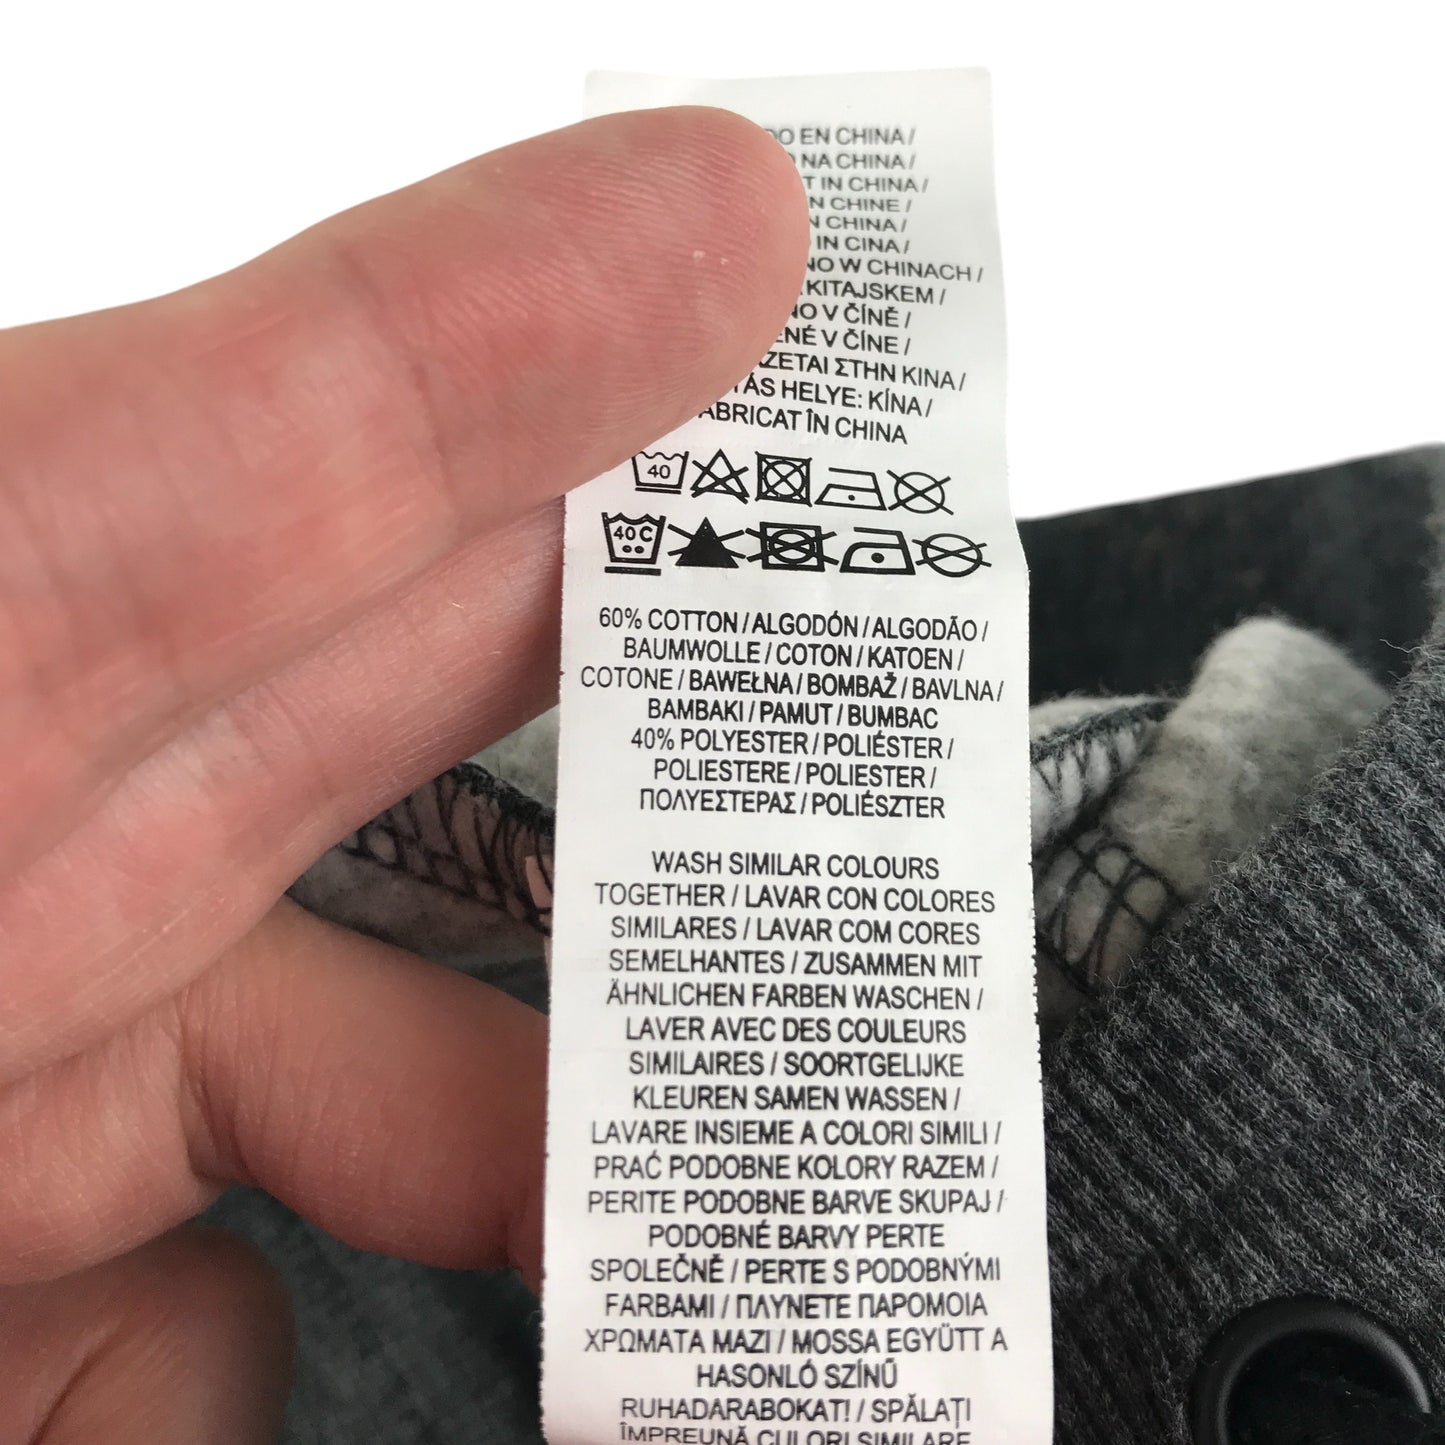 EN CHINA /
NA CHINA /
IN CHINA /
CHINE /
CHINA /
IN CINA /
W CHINACH /
KITAJSKEM /
V ČÍNĚ /
V ČÍNE /
ΣΤΗΝ ΚΙΝΑ /
HELYE: KÍNA /
ÎN CHINA
40
40C
60% COTTON / ALGODÓN / ALGODÃO /
BAUMWOLLE / COTON / KATOEN /
COTONE / BAWEŁNA / BOMBAŽ / BAVLNA /
BAMBAKI / PAMUT / BUMBAC
40% POLYESTER / POLIÉSTER /
POLIESTERE / POLIESTER /
ΠΟΛΥΕΣΤΕΡΑΣ / POLIÉSZTER
WASH SIMILAR COLOURS
TOGETHER / LAVAR CON COLORES
SIMILARES / LAVAR COM CORES
SEMELHANTES / ZUSAMMEN MIT
ÄHNLICHEN FARBEN WASCHEN /
LAVER AVEC DES COULEURS
SIMILAIRES / SOORTGELIJKE
KLEUREN SAMEN WASSEN /
LAVARE INSIEME A COLORI SIMILI /
PRAĆ PODOBNE KOLORY RAZEM /
PERITE PODOBNE BARVE SKUPAJ /
PODOBNÉ BARVY PERTE
SPOLEČNĚ / PERTE S PODOBNÝMI
FARBAMI / ΠΛΥΝΕΤΕ ΠΑΡΟΜΟΙΑ
ΧΡΩΜΑΤΑ ΜΑΖΙ / MOSSA EGYÜTT A
HASONLÓ SZÍNŰ
RUHADARABOKAT! / SPĂLAȚI
ÎMPREUNĂ CULORI SIMILARE